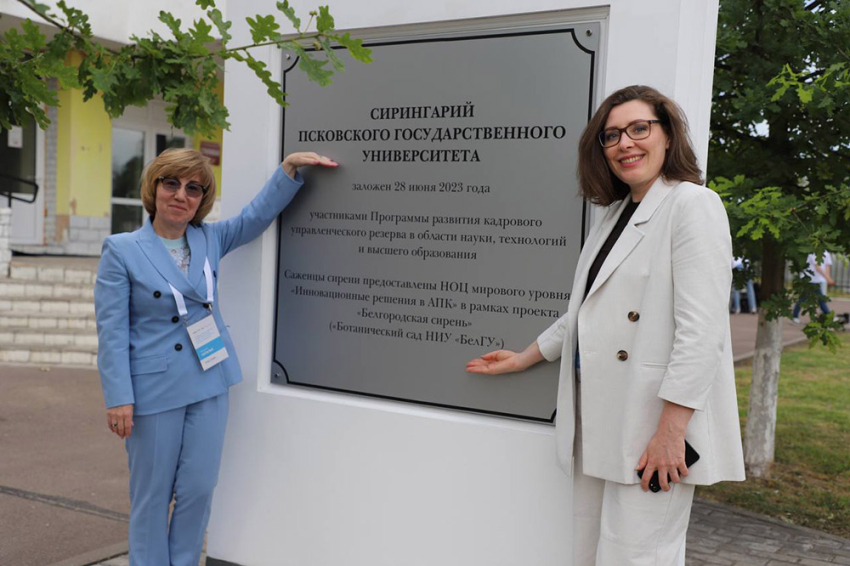 СИРИНГАРИЙ
ПСКОВСКОГО ГОСУДАРСТВЕННОГО
УНИВЕРСИТЕТА
заложен 28 июня 2023 года
участниками Программы развития кадрового
управленческого резерва в области науки, технологий
и высшего образования
Саженцы сирени предоставлены НОЦ мирового уровня
«Инновационные решения в АПК» в рамках проекта
«Белгородская сирень»
(«Ботанический сад НИУ «БелГУ»)